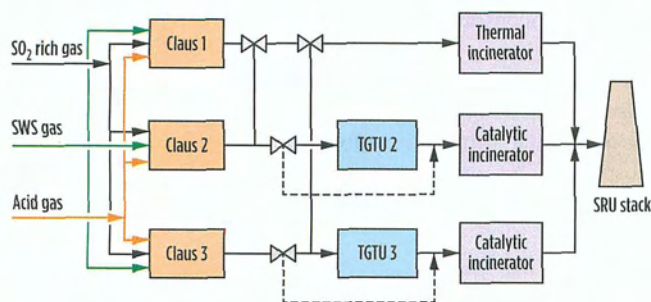 SO₂ rich gas
SWS gas
Acid gas
Claus 1
Claus 2
Claus 3
TGTU 2
TGTU 3
Thermal
incinerator
Catalytic
incinerator
Catalytic
incinerator
SRU stack